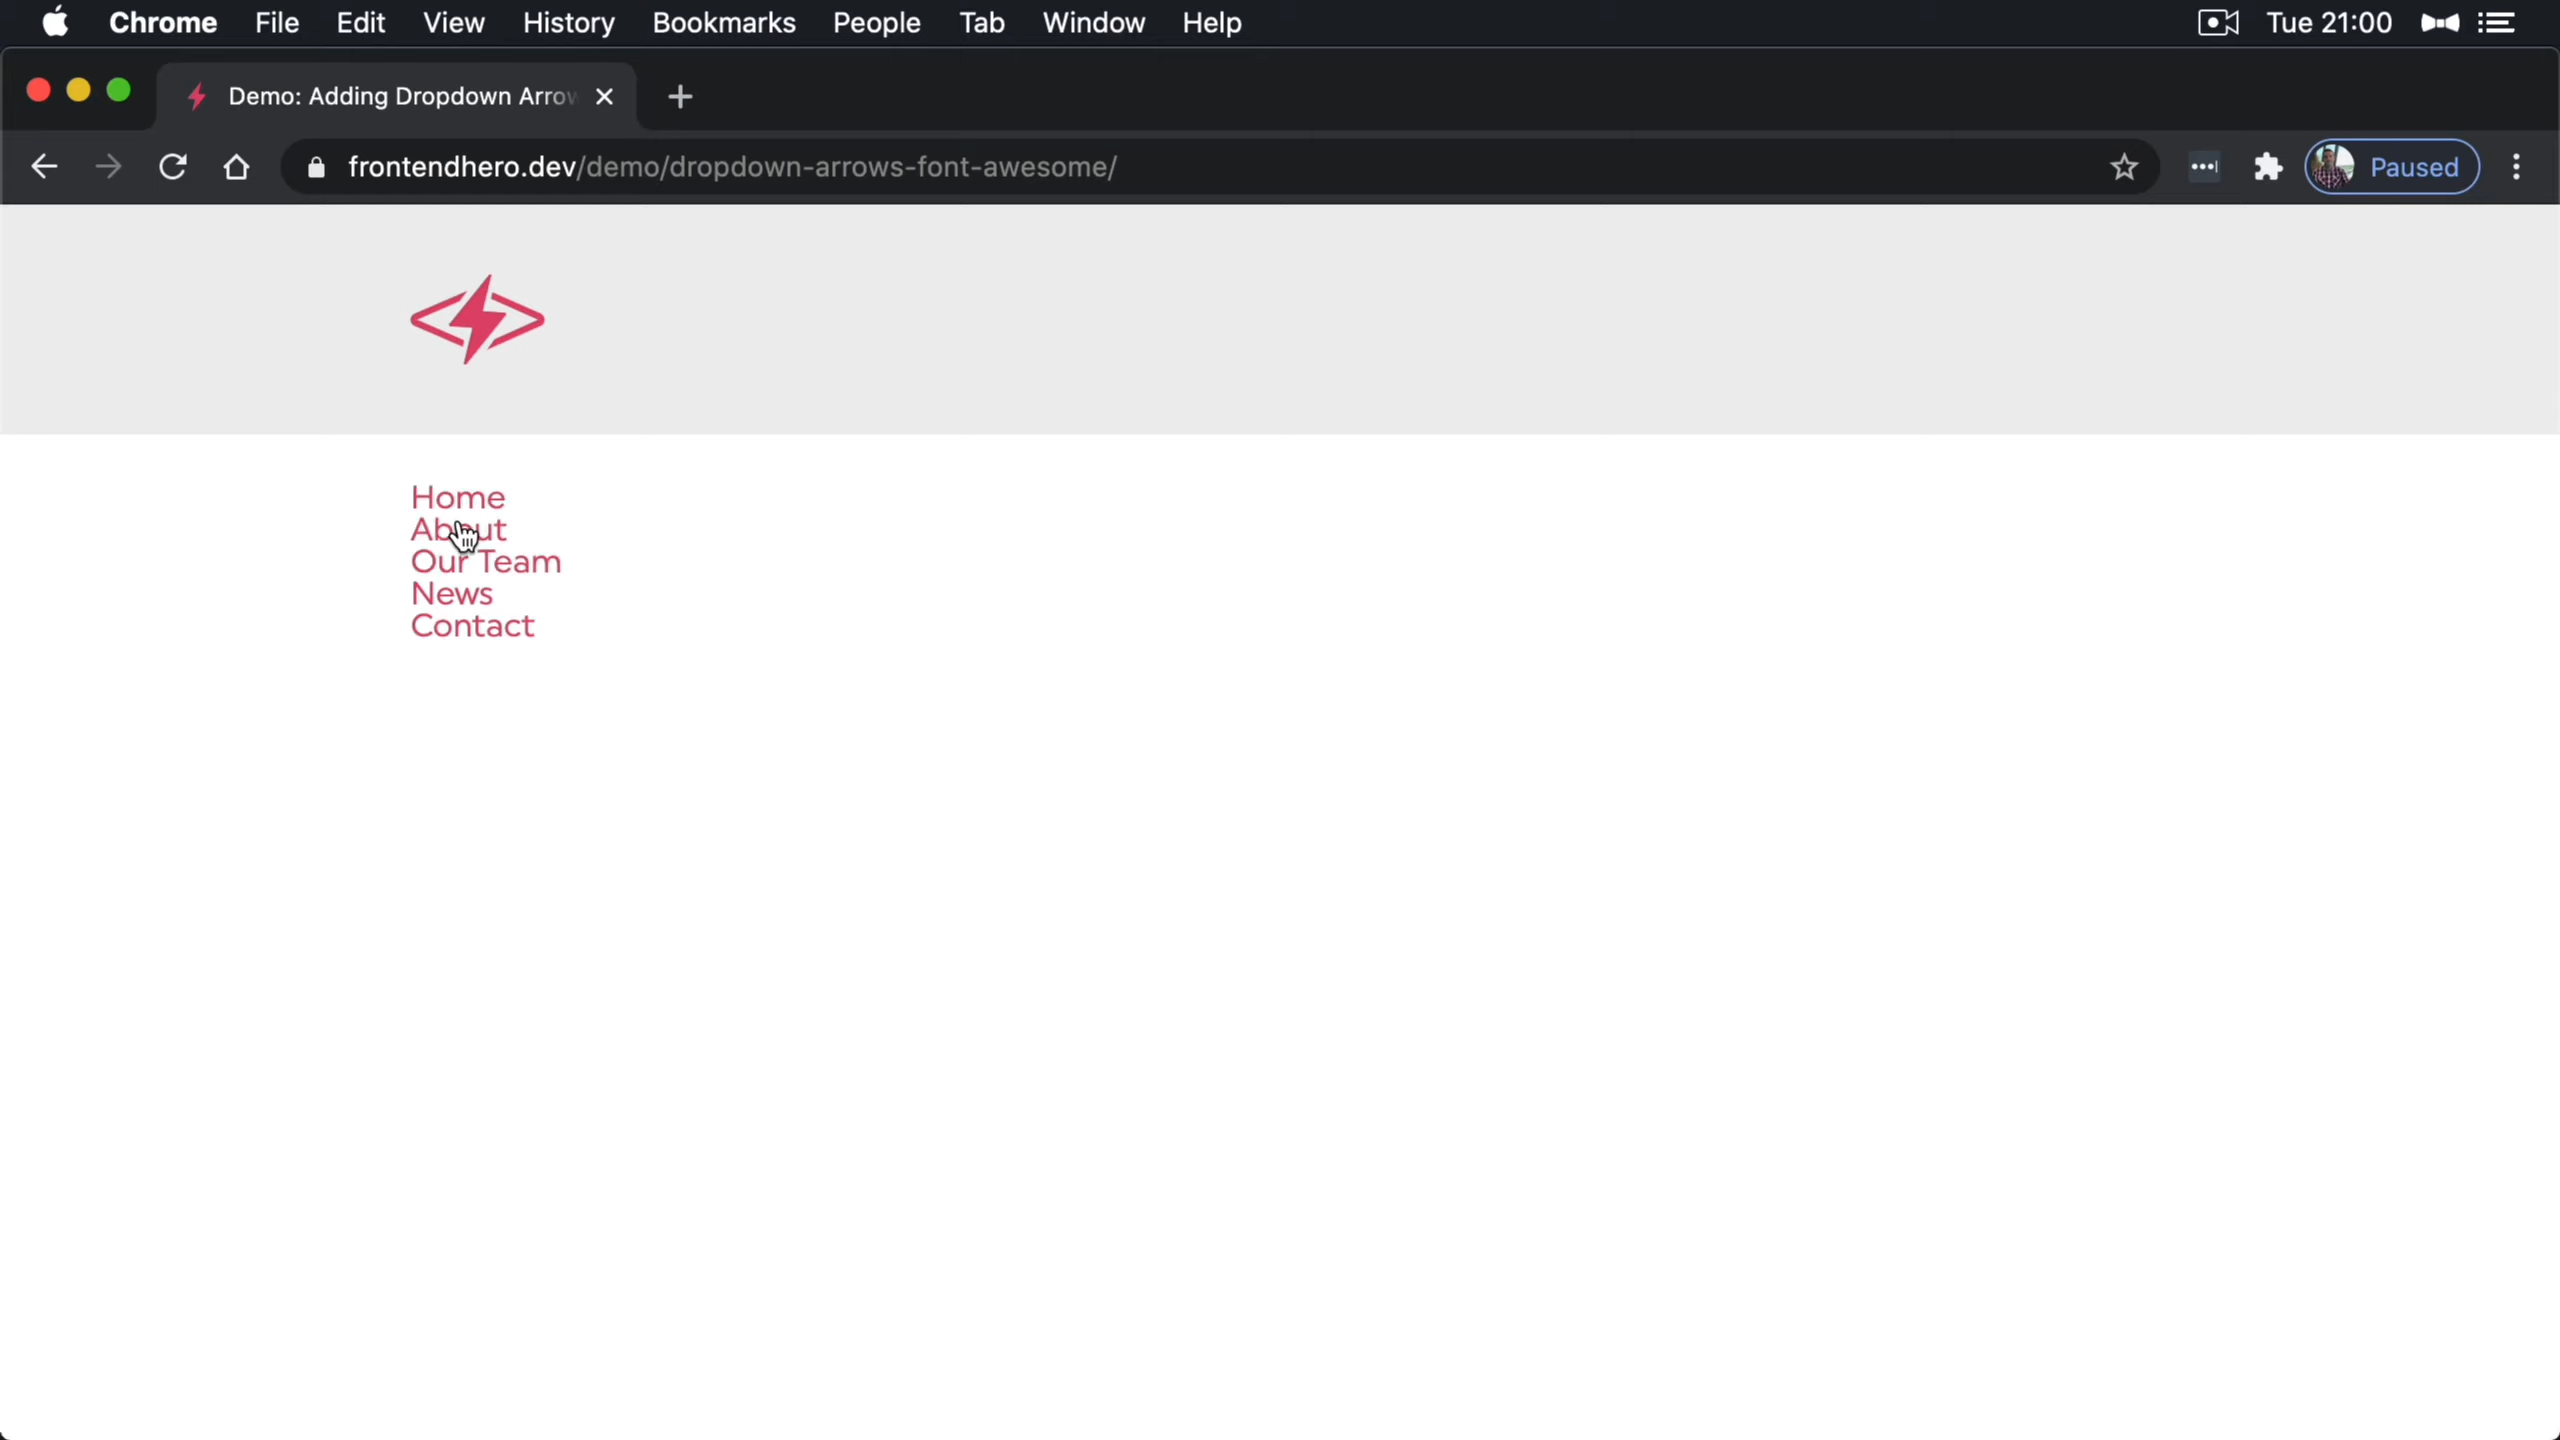 Chrome File Edit View History Bookmarks People Tab Window Help Tue 21:00
Demo: Adding Dropdown Arrow
frontendhero.dev/demo/dropdown-arrows-font-awesome/ Paused
Home
About
Our Team
News
Contact